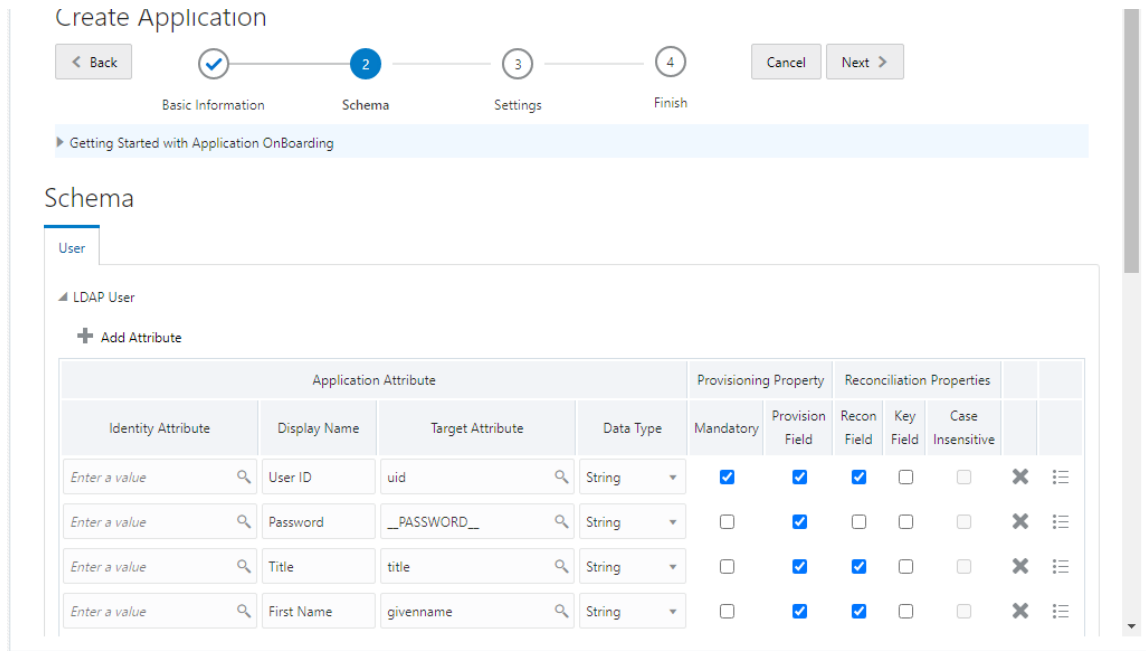 Create Application
Back
2
3
4
Cancel
Next
Basic Information
Schema
Settings
Finish
Getting Started with Application OnBoarding
Schema
User
LDAP User
Add Attribute
Application Attribute Provisioning Property Reconciliation Properties
Identity Attribute Display Name Target Attribute Data Type Mandatory Provision Field Recon Field Key Field Case Insensitive
Enter a value User ID uid String
Enter a value Password __PASSWORD__ String
Enter a value Title title String
Enter a value First Name givenname String